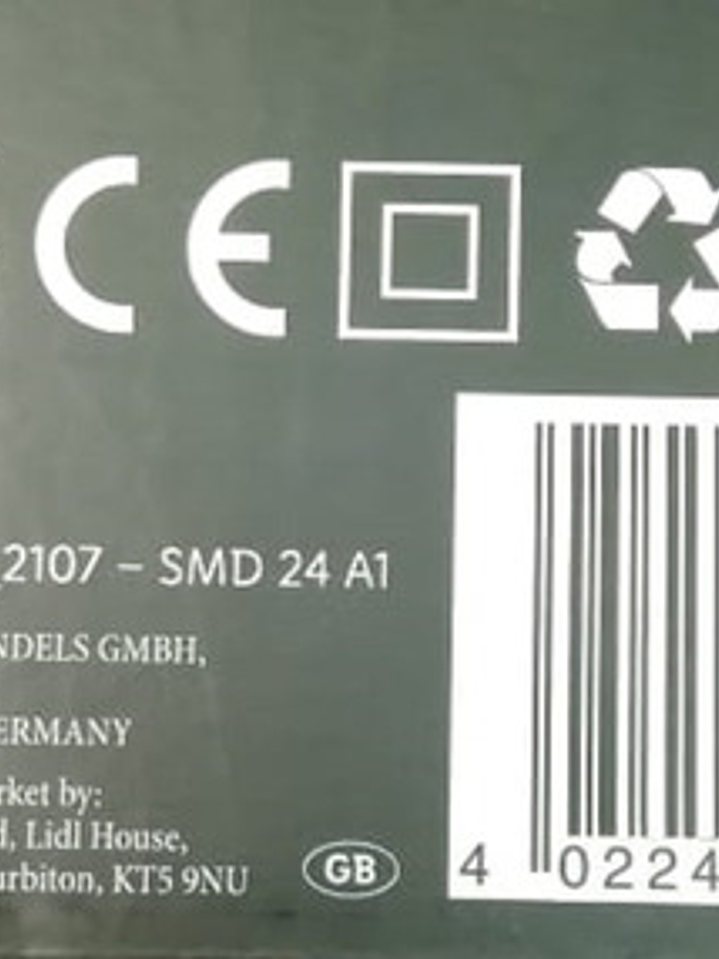 CE
2107 – SMD 24 A1
NDELS GMBH,
ERMANY
rket by:
d, Lidl House,
urbiton, KT5 9NU
GB
4 0224